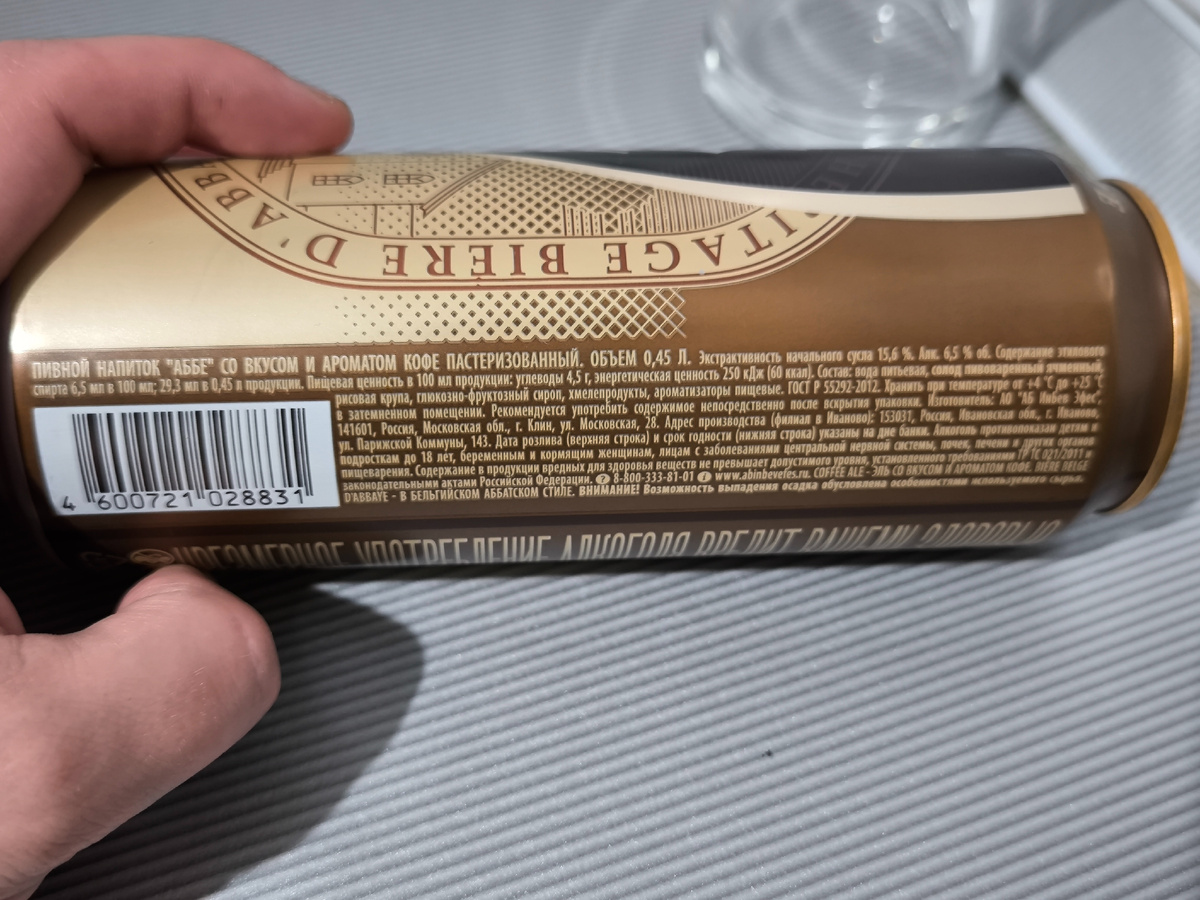 D'ABB
ITAGE BIÈRE D'
ПИВНОЙ НАПИТОК "АББЕ" СО ВКУСОМ И АРОМАТОМ КОФЕ ПАСТЕРИЗОВАННЫЙ. ОБЪЕМ 0,45 Л. Экстрактивность начального сусла 15,6 %. Алк. 6,5 % об. Содержание этилового
спирта 6,5 мл в 100 мл; 29,3 мл в 0,45 л продукции. Пищевая ценность в 100 мл продукции: углеводы 4,5 г, энергетическая ценность 250 кДж (60 ккал). Состав: вода питьевая, солод пивоваренный ячменный,
рисовая крупа, глюкозно-фруктозный сироп, хмелепродукты, ароматизаторы пищевые. ГОСТ Р 55292-2012. Хранить при температуре от +4 °С до +25 °С
в затемненном помещении. Рекомендуется употребить содержимое непосредственно после вскрытия упаковки. Изготовитель: АО "АБ ИнБев Эфес",
141601, Россия, Московская обл., г. Клин, ул. Московская, 28. Адрес производства (филиал в Иваново): 153031, Россия, Ивановская обл., г. Иваново,
ул. Парижской Коммуны, 143. Дата розлива (верхняя строка) и срок годности (нижняя строка) указаны на дне банки. Алкоголь противопоказан детям и
подросткам до 18 лет, беременным и кормящим женщинам, лицам с заболеваниями центральной нервной системы, почек, печени и других органов
пищеварения. Содержание в продукции вредных для здоровья веществ не превышает допустимого уровня, установленного требованиями ТР ТС 021/2011 и
законодательными актами Российской Федерации. 8-800-333-81-01 www.abinbevefes.ru. COFFEE ALE - ЭЛЬ СО ВКУСОМ И АРОМАТОМ КОФЕ. BIÈRE BELGE
D'ABBAYE - В БЕЛЬГИЙСКОМ АББАТСКОМ СТИЛЕ. ВНИМАНИЕ! Возможность выпадения осадка обусловлена особенностями используемого сырья.
4 600721 028831
ЧРЕЗМЕРНОЕ УПОТРЕБЛЕНИЕ АЛКОГОЛЯ ВРЕДИТ ВАШЕМУ ЗДОРОВЬЮ